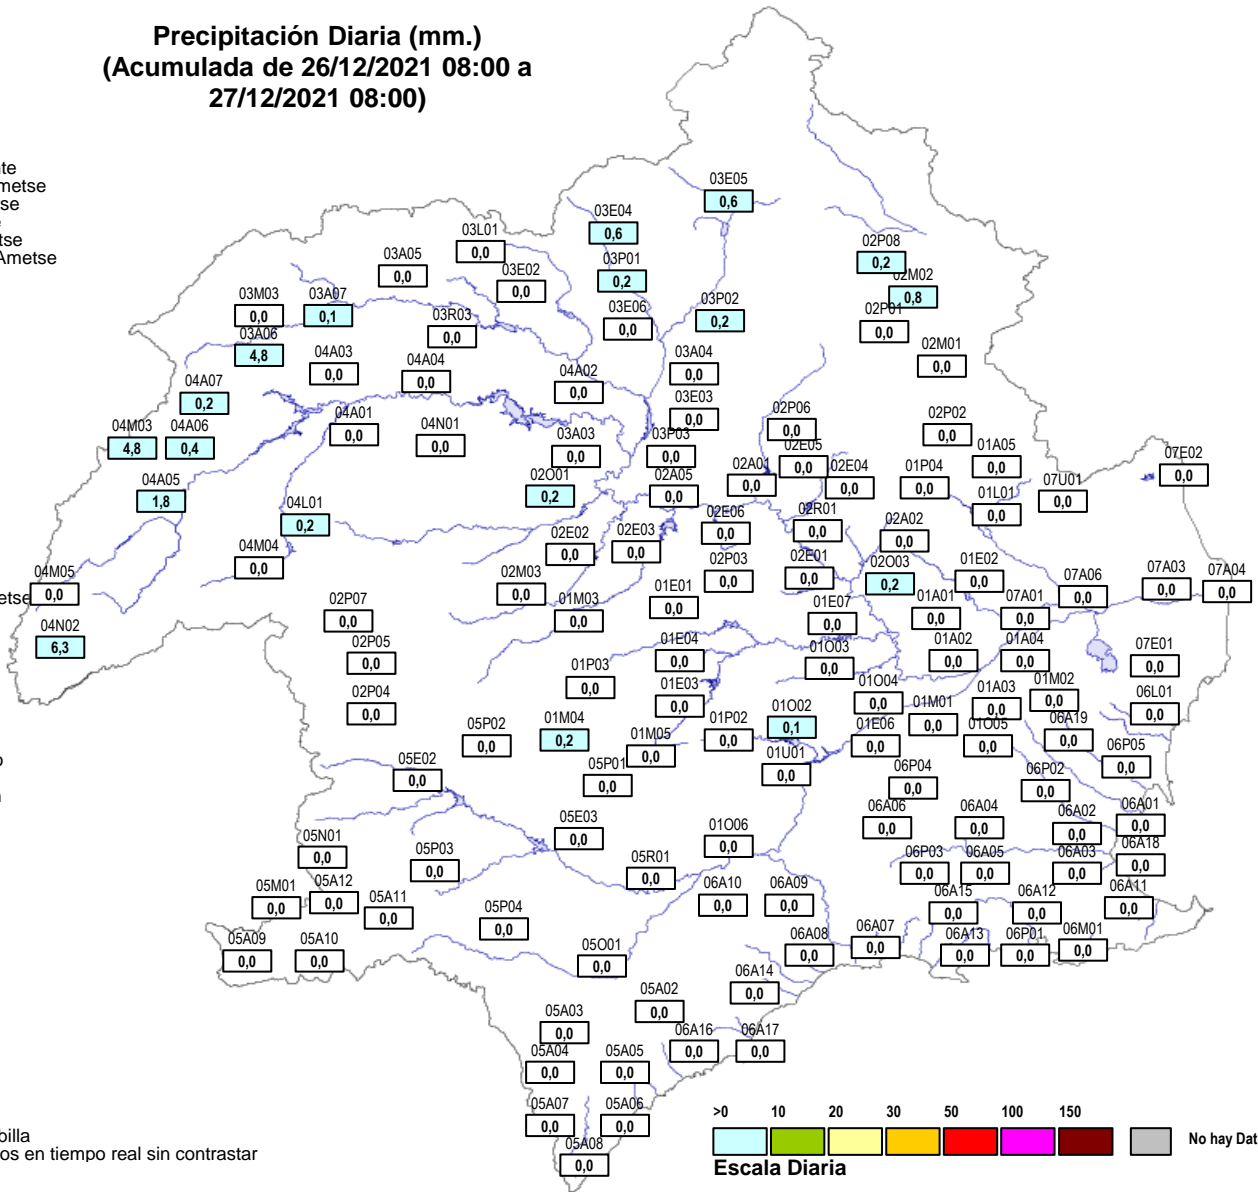 Precipitación Diaria (mm.)
(Acumulada de 26/12/2021 08:00 a
27/12/2021 08:00)
nte
metse
tse
e
tse
Ametse
etse
o
billa
os en tiempo real sin contrastar
03E05
0,6
03E04
0,6
03L01
0,0
02P08
0,2
03A05
0,0
03P01
0,2
03E02
0,0
02M02
0,8
03M03
0,0
03A07
0,1
03P02
0,2
03E06
0,0
02P01
0,0
03R03
0,0
03A06
4,8
02M01
0,0
04A03
0,0
04A04
0,0
03A04
0,0
04A02
0,0
04A07
0,2
03E03
0,0
04A01
0,0
02P06
0,0
02P02
0,0
04M03
4,8
04A06
0,4
04N01
0,0
03A03
0,0
03P03
0,0
02E05
0,0
01A05
0,0
07E02
0,0
04A05
1,8
02O01
0,2
02A05
0,0
02A01
0,0
02E04
0,0
01P04
0,0
07U01
0,0
01L01
0,0
04L01
0,2
02E06
0,0
02R01
0,0
02A02
0,0
02E02
0,0
02E03
0,0
04M04
0,0
02P03
0,0
02E01
0,0
02O03
0,2
01E02
0,0
04M05
0,0
02M03
0,0
07A06
0,0
07A03
0,0
07A04
0,0
02P07
0,0
01M03
0,0
01E01
0,0
01E07
0,0
01A01
0,0
07A01
0,0
04N02
6,3
02P05
0,0
01E04
0,0
01O03
0,0
01A02
0,0
01A04
0,0
07E01
0,0
01P03
0,0
01E03
0,0
01O04
0,0
01A03
0,0
01M02
0,0
02P04
0,0
06L01
0,0
05P02
0,0
01M04
0,2
01P02
0,0
01O02
0,1
01M01
0,0
01E06
0,0
01O05
0,0
06A19
0,0
01M05
0,0
06P05
0,0
05E02
0,0
05P01
0,0
01U01
0,0
06P04
0,0
06P02
0,0
05E03
0,0
01O06
0,0
06A06
0,0
06A04
0,0
06A02
0,0
06A01
0,0
05N01
0,0
05P03
0,0
05R01
0,0
06P03
0,0
06A05
0,0
06A03
0,0
06A18
0,0
05M01
0,0
05A12
0,0
05A11
0,0
06A10
0,0
06A09
0,0
06A15
0,0
06A12
0,0
06A11
0,0
05P04
0,0
05A09
0,0
05A10
0,0
05O01
0,0
06A08
0,0
06A07
0,0
06A13
0,0
06P01
0,0
06M01
0,0
06A14
0,0
05A02
0,0
05A03
0,0
06A16
0,0
06A17
0,0
05A04
0,0
05A05
0,0
05A07
0,0
05A06
0,0
05A08
0,0
>0 10 20 30 50 100 150
No hay Dat
Escala Diaria